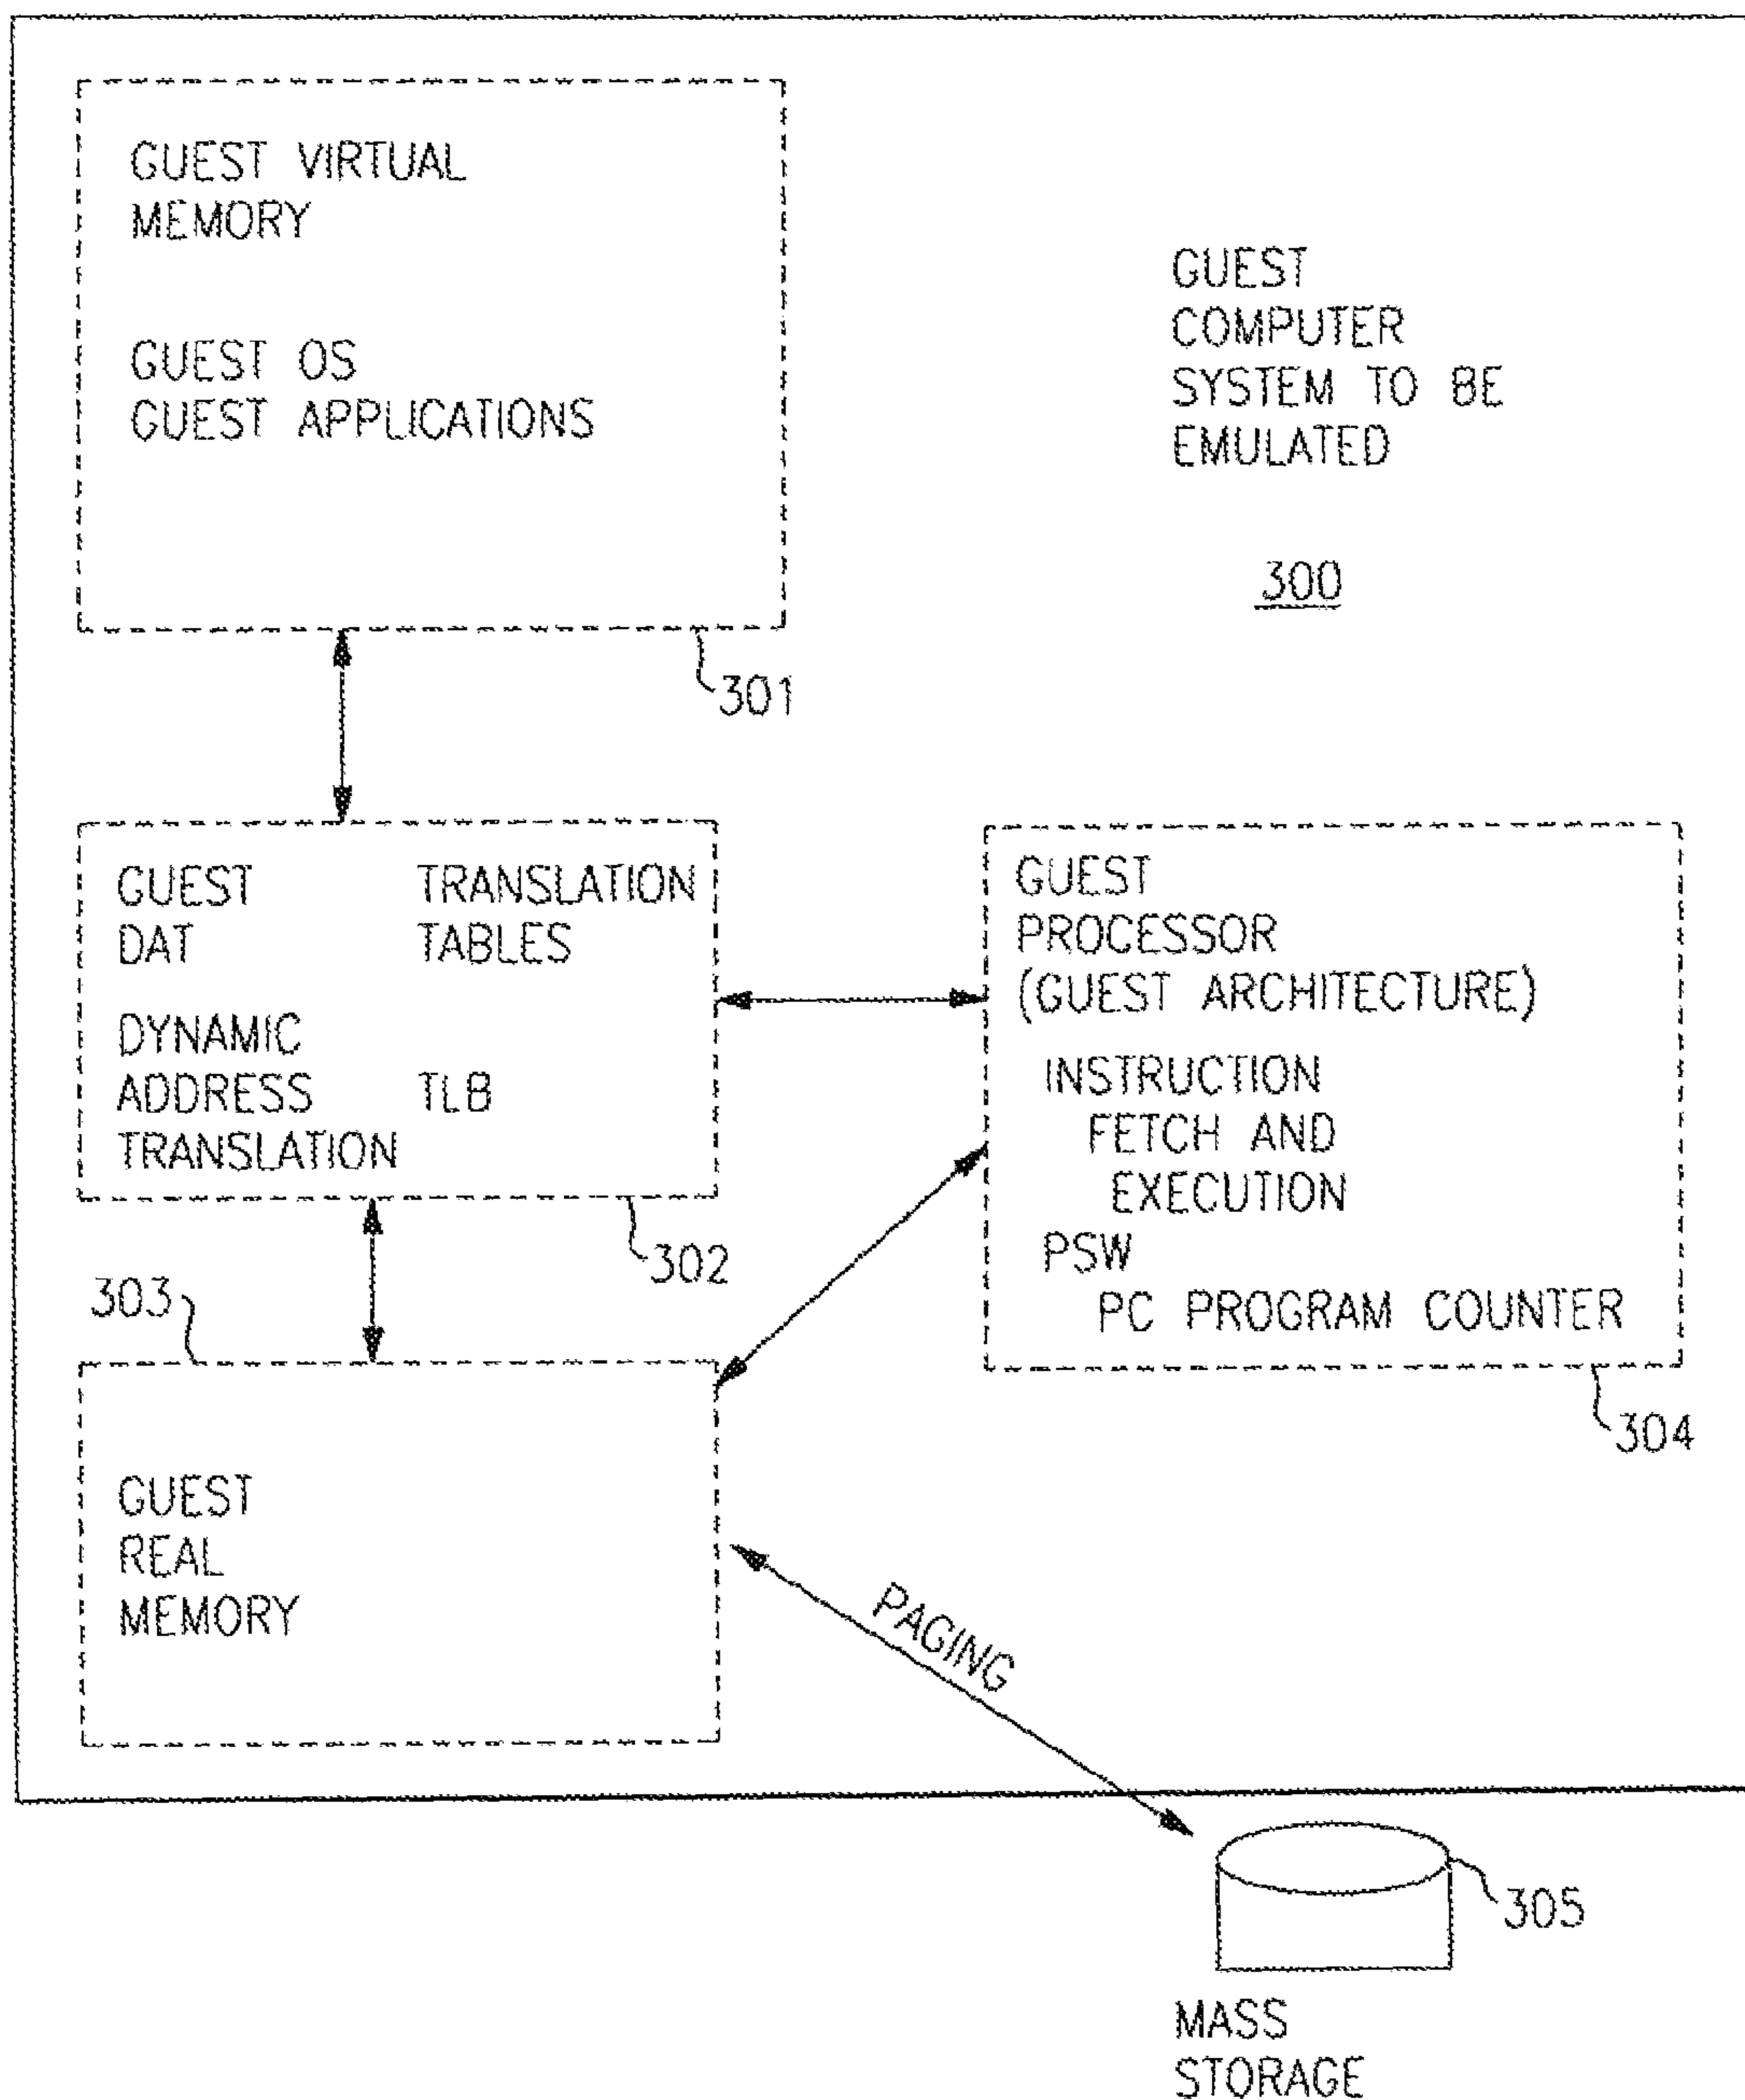 GUEST VIRTUAL
MEMORY
GUEST OS
GUEST APPLICATIONS
301
GUEST
COMPUTER
SYSTEM TO BE
EMULATED
300
GUEST
DAT
TRANSLATION
TABLES
DYNAMIC
ADDRESS
TRANSLATION
TLB
302
GUEST
PROCESSOR
(GUEST ARCHITECTURE)
INSTRUCTION
FETCH AND
EXECUTION
PSW
PC PROGRAM COUNTER
304
303
GUEST
REAL
MEMORY
PAGING
305
MASS
STORAGE